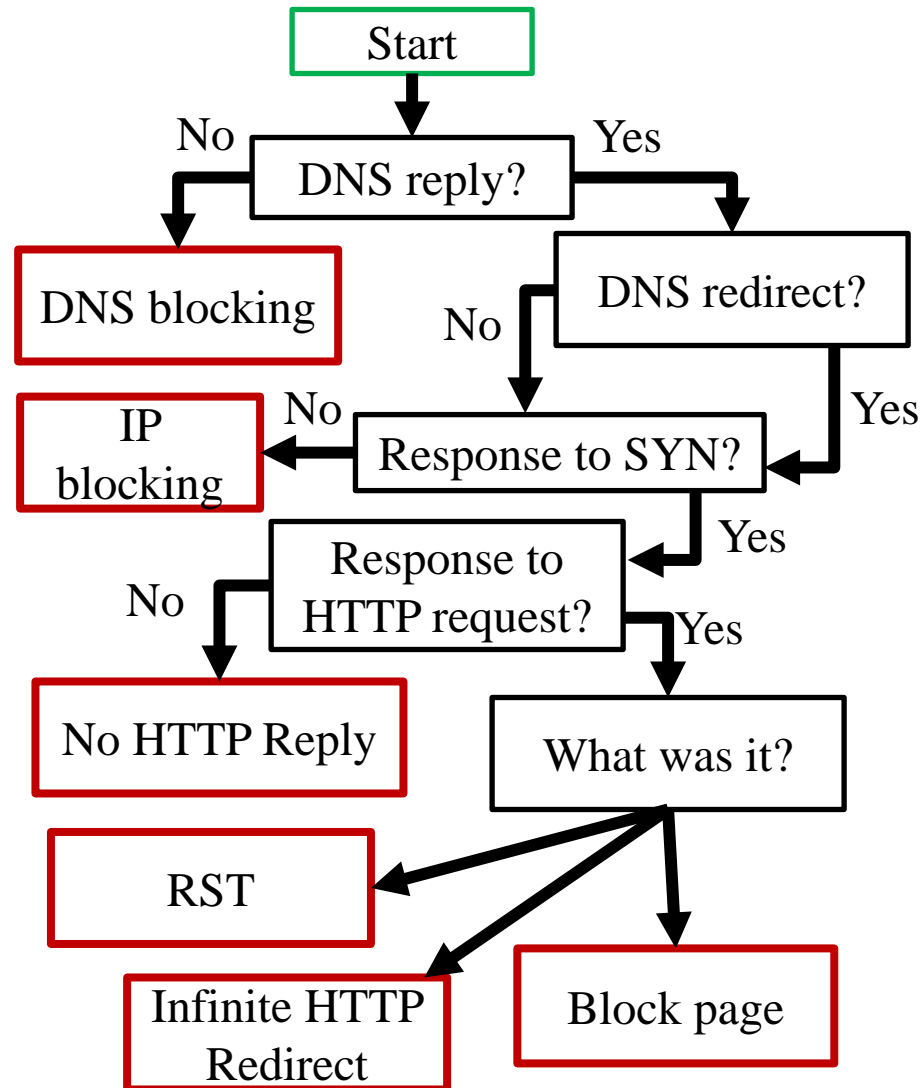 Start
No
Yes
DNS reply?
DNS blocking
DNS redirect?
No
Yes
IP
blocking
No
Response to SYN?
Yes
Response to
HTTP request?
No
Yes
No HTTP Reply
What was it?
RST
Infinite HTTP
Redirect
Block page